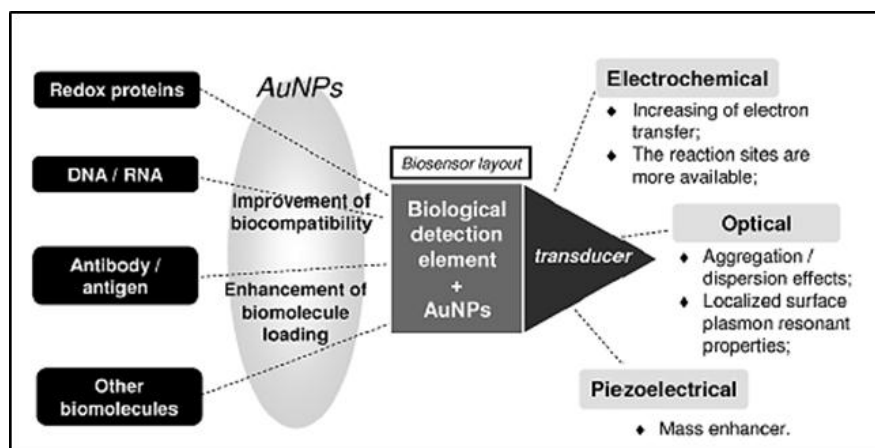 Redox proteins
DNA / RNA
Antibody /
antigen
Other
biomolecules
AuNPs
Improvement of
biocompatibility
Enhancement of
biomolecule
loading
Biosensor layout
Biological
detection
element
+
AuNPs
transducer
Electrochemical
♦ Increasing of electron
transfer;
♦ The reaction sites are
more available;
Optical
♦ Aggregation /
dispersion effects;
♦ Localized surface
plasmon resonant
properties;
Piezoelectrical
♦ Mass enhancer.